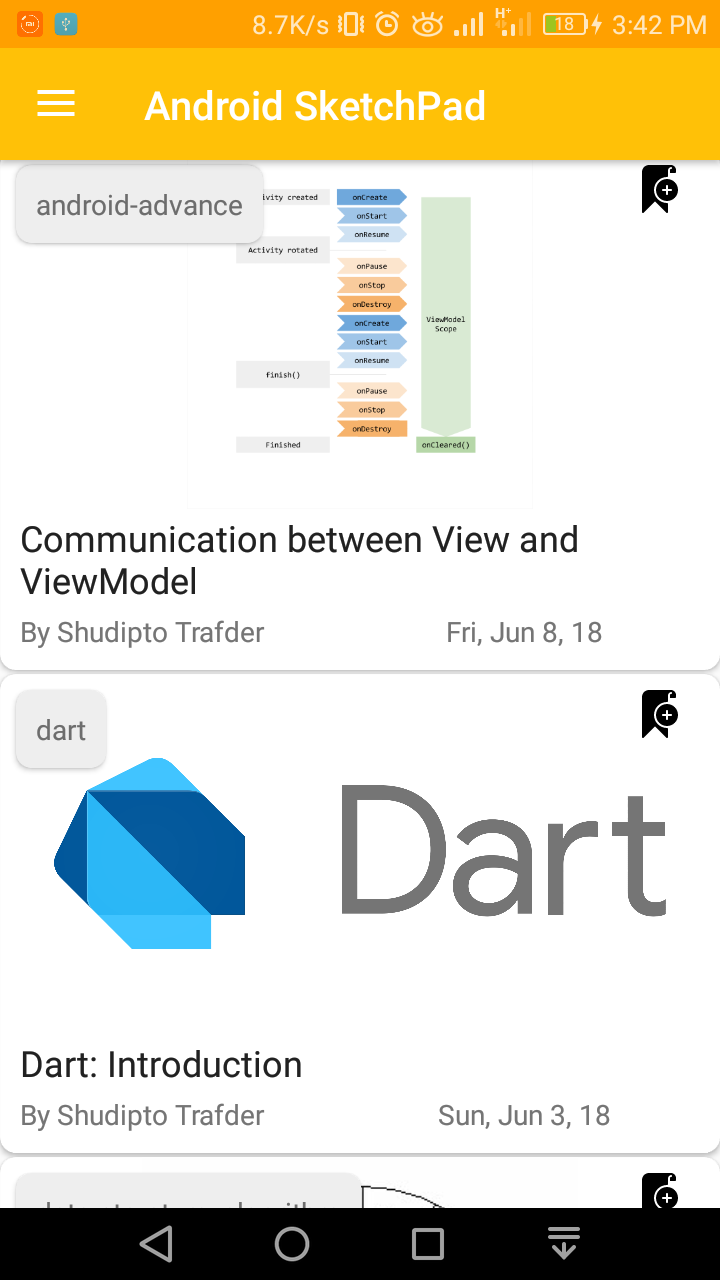 8.7K/s H+ 18 3:42 PM
Android SketchPad
android-advance
ivity created
onCreate
onStart
onResume
Activity rotated
onPause
onStop
onDestroy
onCreate
ViewModel
Scope
onStart
onResume
finish()
onPause
onStop
onDestroy
Finished
onCleared()
Communication between View and
ViewModel
By Shudipto Trafder
Fri, Jun 8, 18
dart
Dart
Dart: Introduction
By Shudipto Trafder
Sun, Jun 3, 18